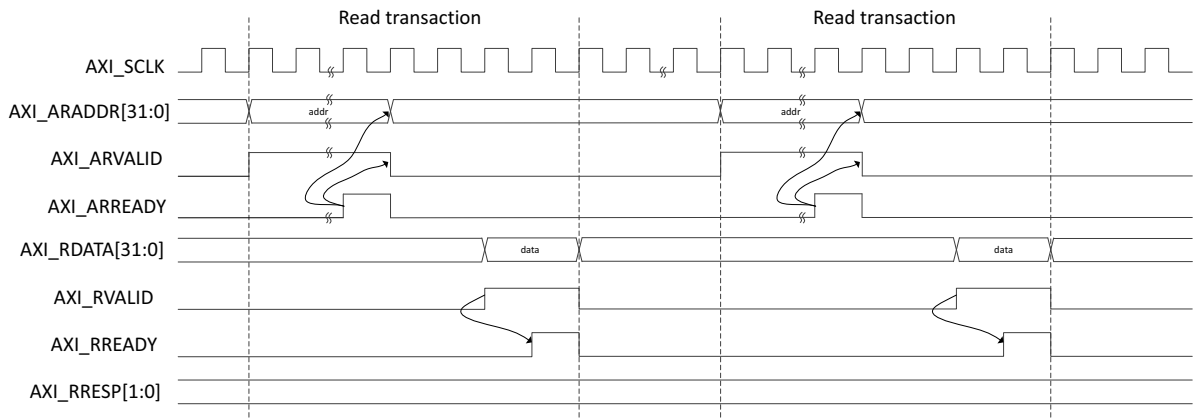 Read transaction Read transaction
AXI_SCLK
AXI_ARADDR[31:0] addr addr
AXI_ARVALID
AXI_ARREADY
AXI_RDATA[31:0] data data
AXI_RVALID
AXI_RREADY
AXI_RRESP[1:0]